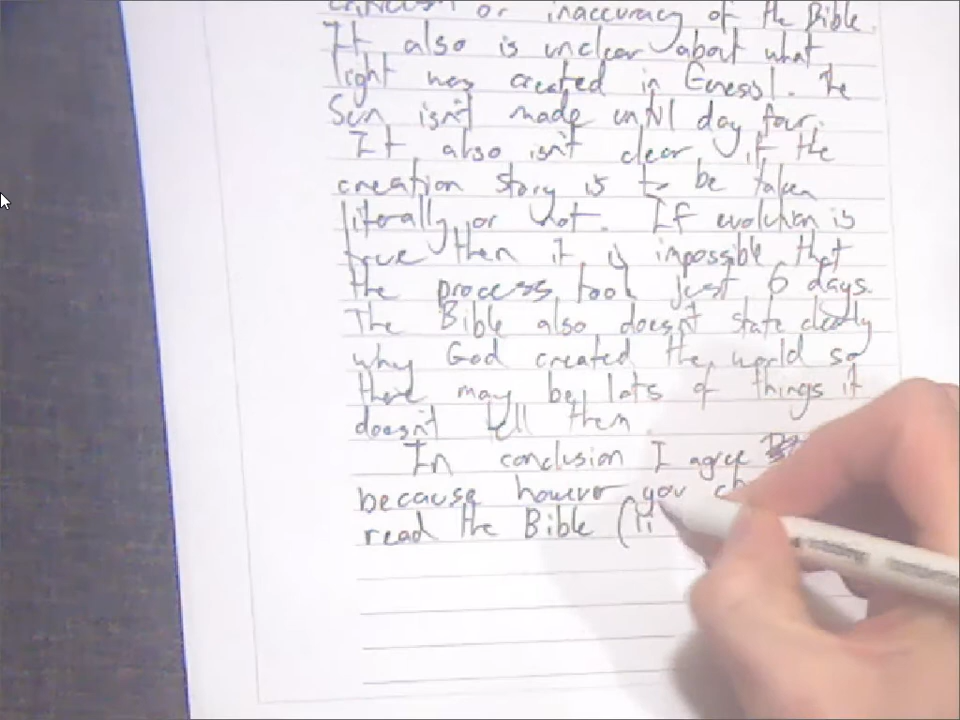 or inaccuracy of the Bible.
It also is unclear about what
light was created in Genesis 1. The
Sun isn't made until day four.
It also isn't clear if the
creation story is to be taken
literally or not. If evolution is
true then it is impossible that
the process took just 6 days.
The Bible also doesn't state clearly
why God created the world so
there may be lots of things it
doesn't tell them.
In conclusion I agree
because however you
read the Bible (li